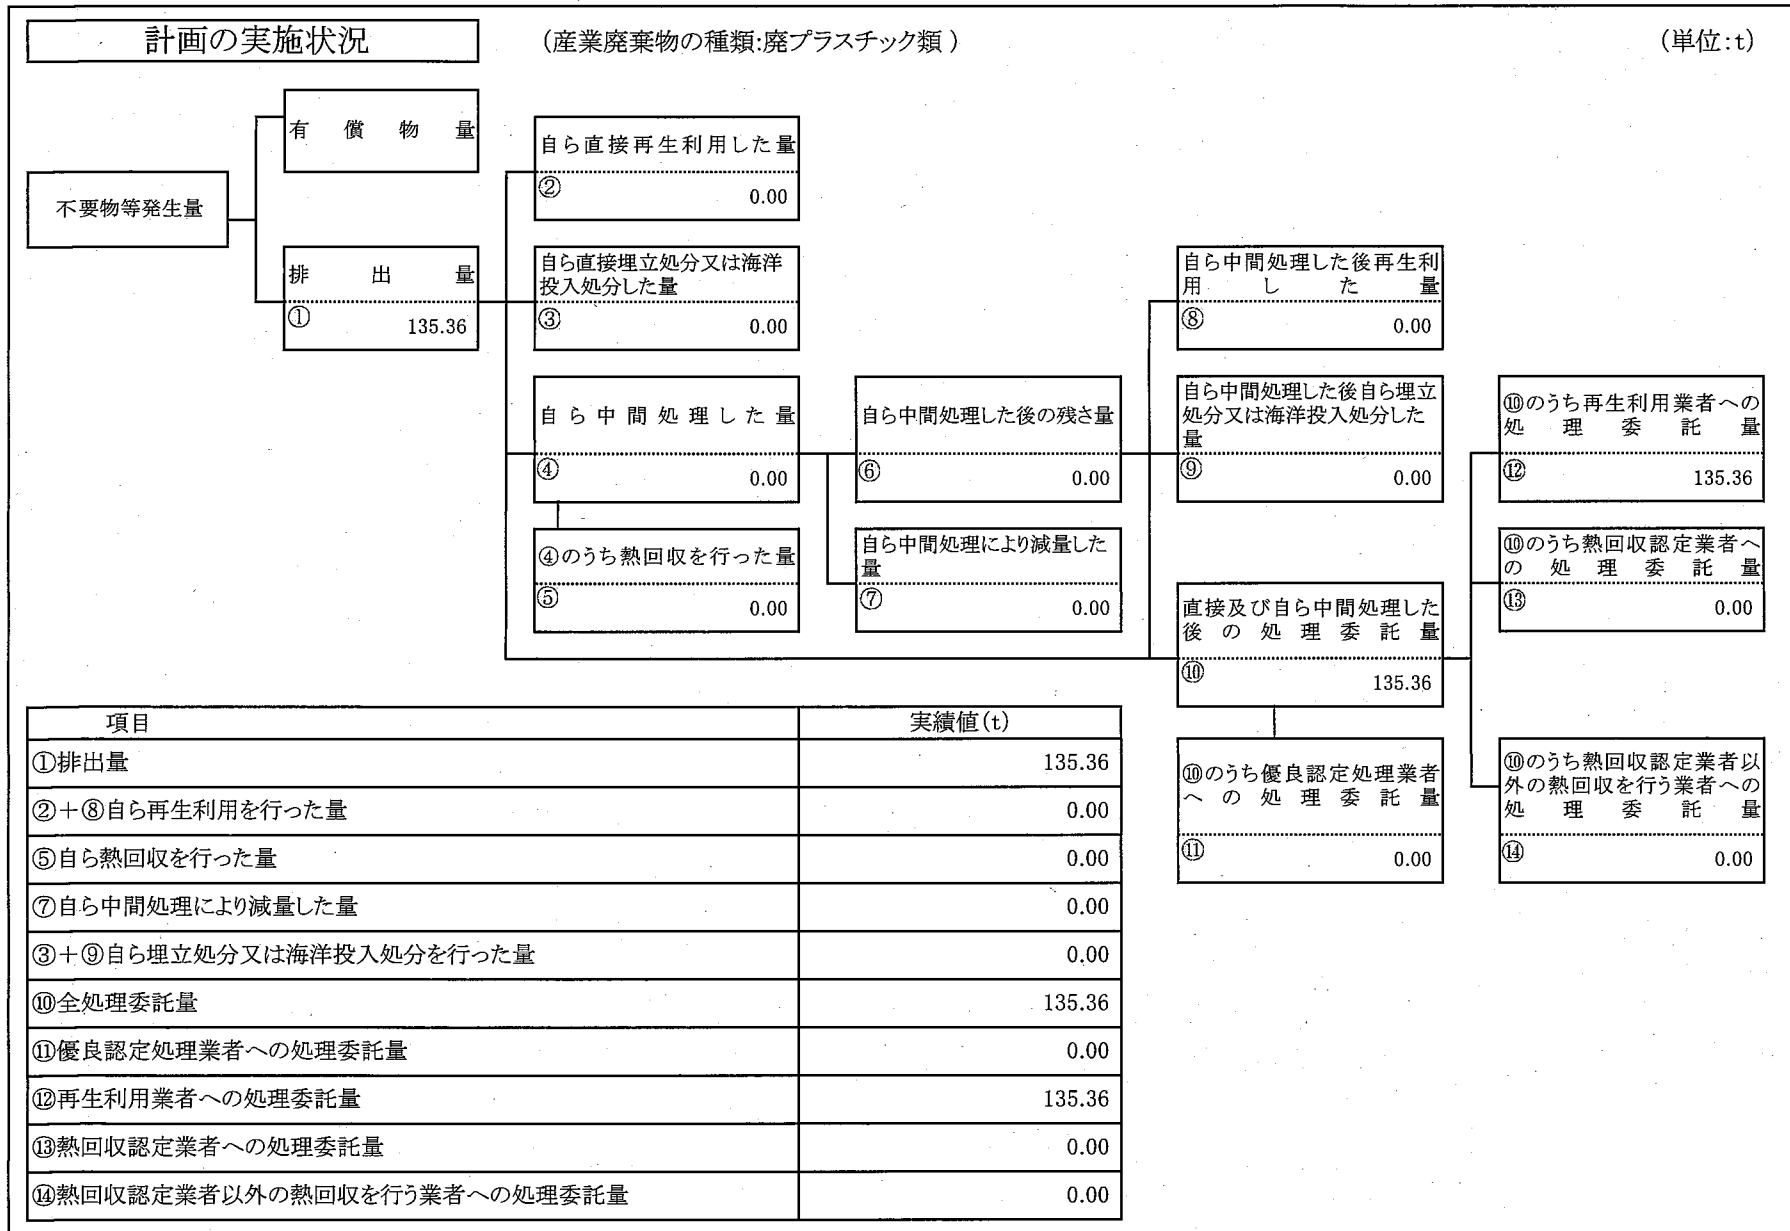 計画の実施状況
(産業廃棄物の種類:廃プラスチック類)
(単位:t)
不要物等発生量
有償物量
排出量
① 135.36
自ら直接再生利用した量
② 0.00
自ら直接埋立処分又は海洋
投入処分した量
③ 0.00
自ら中間処理した量
④ 0.00
④のうち熱回収を行った量
⑤ 0.00
自ら中間処理した後の残さ量
⑥ 0.00
自ら中間処理により減量した
量
⑦ 0.00
自ら中間処理した後再生利
用した量
⑧ 0.00
自ら中間処理した後自ら埋立
処分又は海洋投入処分した
量
⑨ 0.00
直接及び自ら中間処理した
後の処理委託量
⑩ 135.36
⑩のうち優良認定処理業者
への処理委託量
⑪ 0.00
⑩のうち再生利用業者への
処理委託量
⑫ 135.36
⑩のうち熱回収認定業者へ
の処理委託量
⑬ 0.00
⑩のうち熱回収認定業者以
外の熱回収を行う業者への
処理委託量
⑭ 0.00
項目 実績値(t)
①排出量 135.36
②+⑧自ら再生利用を行った量 0.00
⑤自ら熱回収を行った量 0.00
⑦自ら中間処理により減量した量 0.00
③+⑨自ら埋立処分又は海洋投入処分を行った量 0.00
⑩全処理委託量 135.36
⑪優良認定処理業者への処理委託量 0.00
⑫再生利用業者への処理委託量 135.36
⑬熱回収認定業者への処理委託量 0.00
⑭熱回収認定業者以外の熱回収を行う業者への処理委託量 0.00